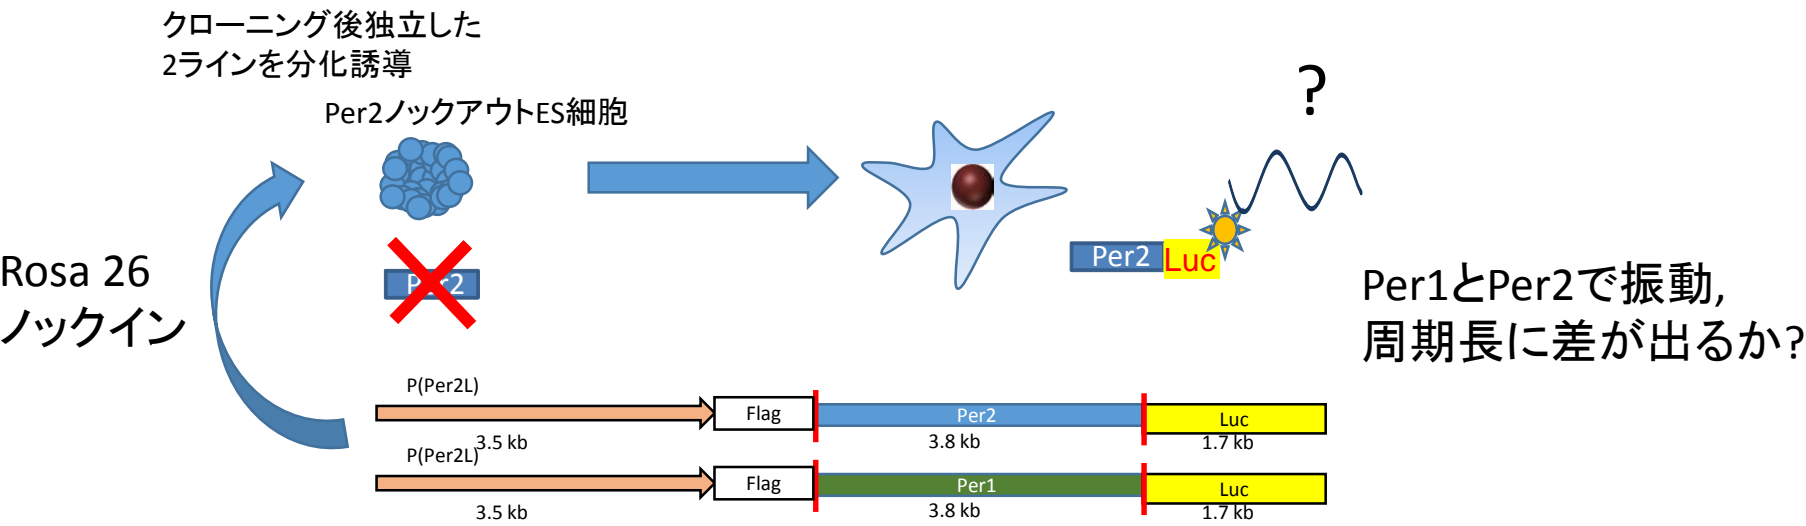 クローニング後独立した
2ラインを分化誘導
Per2ノックアウトES細胞
?
Per2
Per2
Luc
Rosa 26
ノックイン
Per1とPer2で振動,
周期長に差が出るか?
P(Per2L)
Flag
Per2
Luc
3.5 kb
3.8 kb
1.7 kb
P(Per2L)
Flag
Per1
Luc
3.5 kb
3.8 kb
1.7 kb